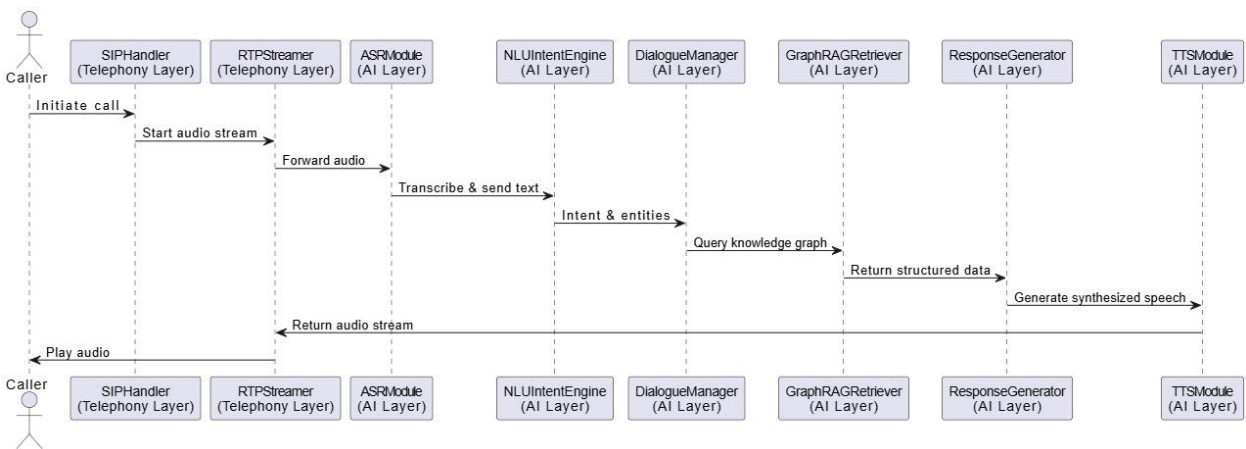 Caller
SIPHandler
(Telephony Layer)
RTPStreamer
(Telephony Layer)
ASRModule
(AI Layer)
NLUIntentEngine
(AI Layer)
DialogueManager
(AI Layer)
GraphRAGRetriever
(AI Layer)
ResponseGenerator
(AI Layer)
TTSModule
(AI Layer)
Initiate call
Start audio stream
Forward audio
Transcribe & send text
Intent & entities
Query knowledge graph
Return structured data
Generate synthesized speech
Return audio stream
Play audio
Caller
SIPHandler
(Telephony Layer)
RTPStreamer
(Telephony Layer)
ASRModule
(AI Layer)
NLUIntentEngine
(AI Layer)
DialogueManager
(AI Layer)
GraphRAGRetriever
(AI Layer)
ResponseGenerator
(AI Layer)
TTSModule
(AI Layer)